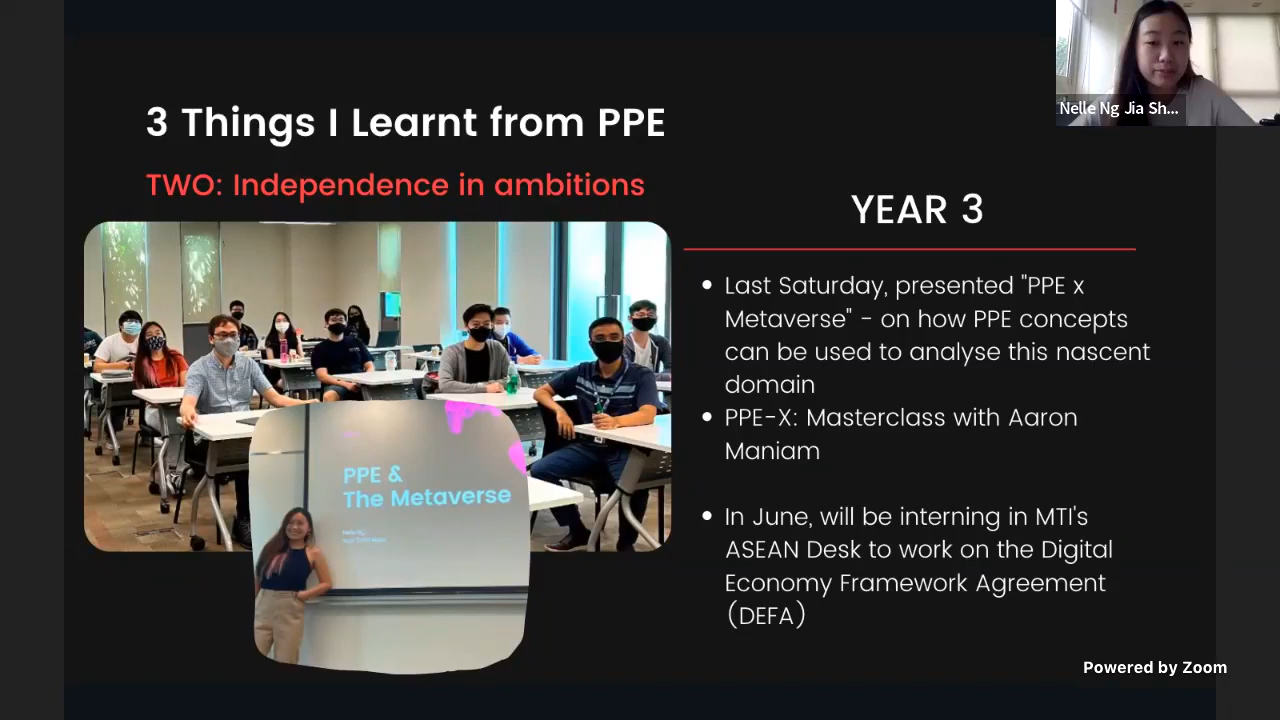 Nelle Ng Jia Sh...
3 Things I Learnt from PPE
TWO: Independence in ambitions
YEAR 3
PPE &
The Metaverse
Nelle Ng
• Last Saturday, presented "PPE x
Metaverse" - on how PPE concepts
can be used to analyse this nascent
domain
• PPE-X: Masterclass with Aaron
Maniam
• In June, will be interning in MTI's
ASEAN Desk to work on the Digital
Economy Framework Agreement
(DEFA)
Powered by Zoom